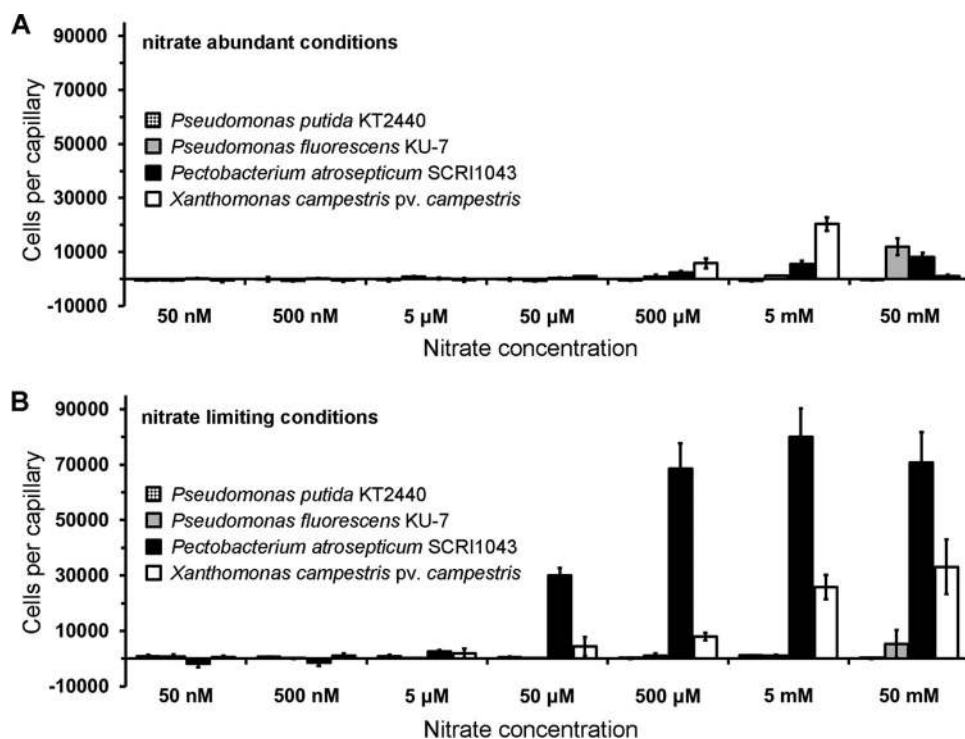 A
90000
70000
50000
30000
10000
-10000
Cells per capillary
nitrate abundant conditions
Pseudomonas putida KT2440
Pseudomonas fluorescens KU-7
Pectobacterium atrosepticum SCRI1043
Xanthomonas campestris pv. campestris
50 nM 500 nM 5 µM 50 µM 500 µM 5 mM 50 mM
Nitrate concentration
B
90000
70000
50000
30000
10000
-10000
Cells per capillary
nitrate limiting conditions
Pseudomonas putida KT2440
Pseudomonas fluorescens KU-7
Pectobacterium atrosepticum SCRI1043
Xanthomonas campestris pv. campestris
50 nM 500 nM 5 µM 50 µM 500 µM 5 mM 50 mM
Nitrate concentration